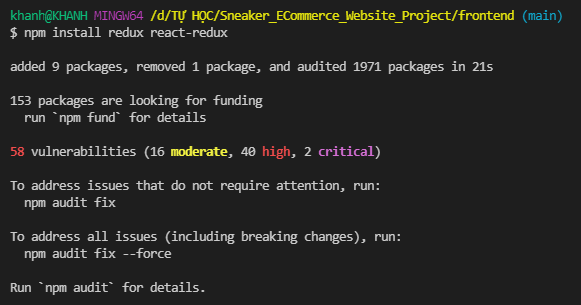 khanh@KHANH MINGW64 /d/TỰ HỌC/Sneaker_ECommerce_Website_Project/frontend (main)
$ npm install redux react-redux
added 9 packages, removed 1 package, and audited 1971 packages in 21s
153 packages are looking for funding
run `npm fund` for details
58 vulnerabilities (16 moderate, 40 high, 2 critical)
To address issues that do not require attention, run:
npm audit fix
To address all issues (including breaking changes), run:
npm audit fix --force
Run `npm audit` for details.